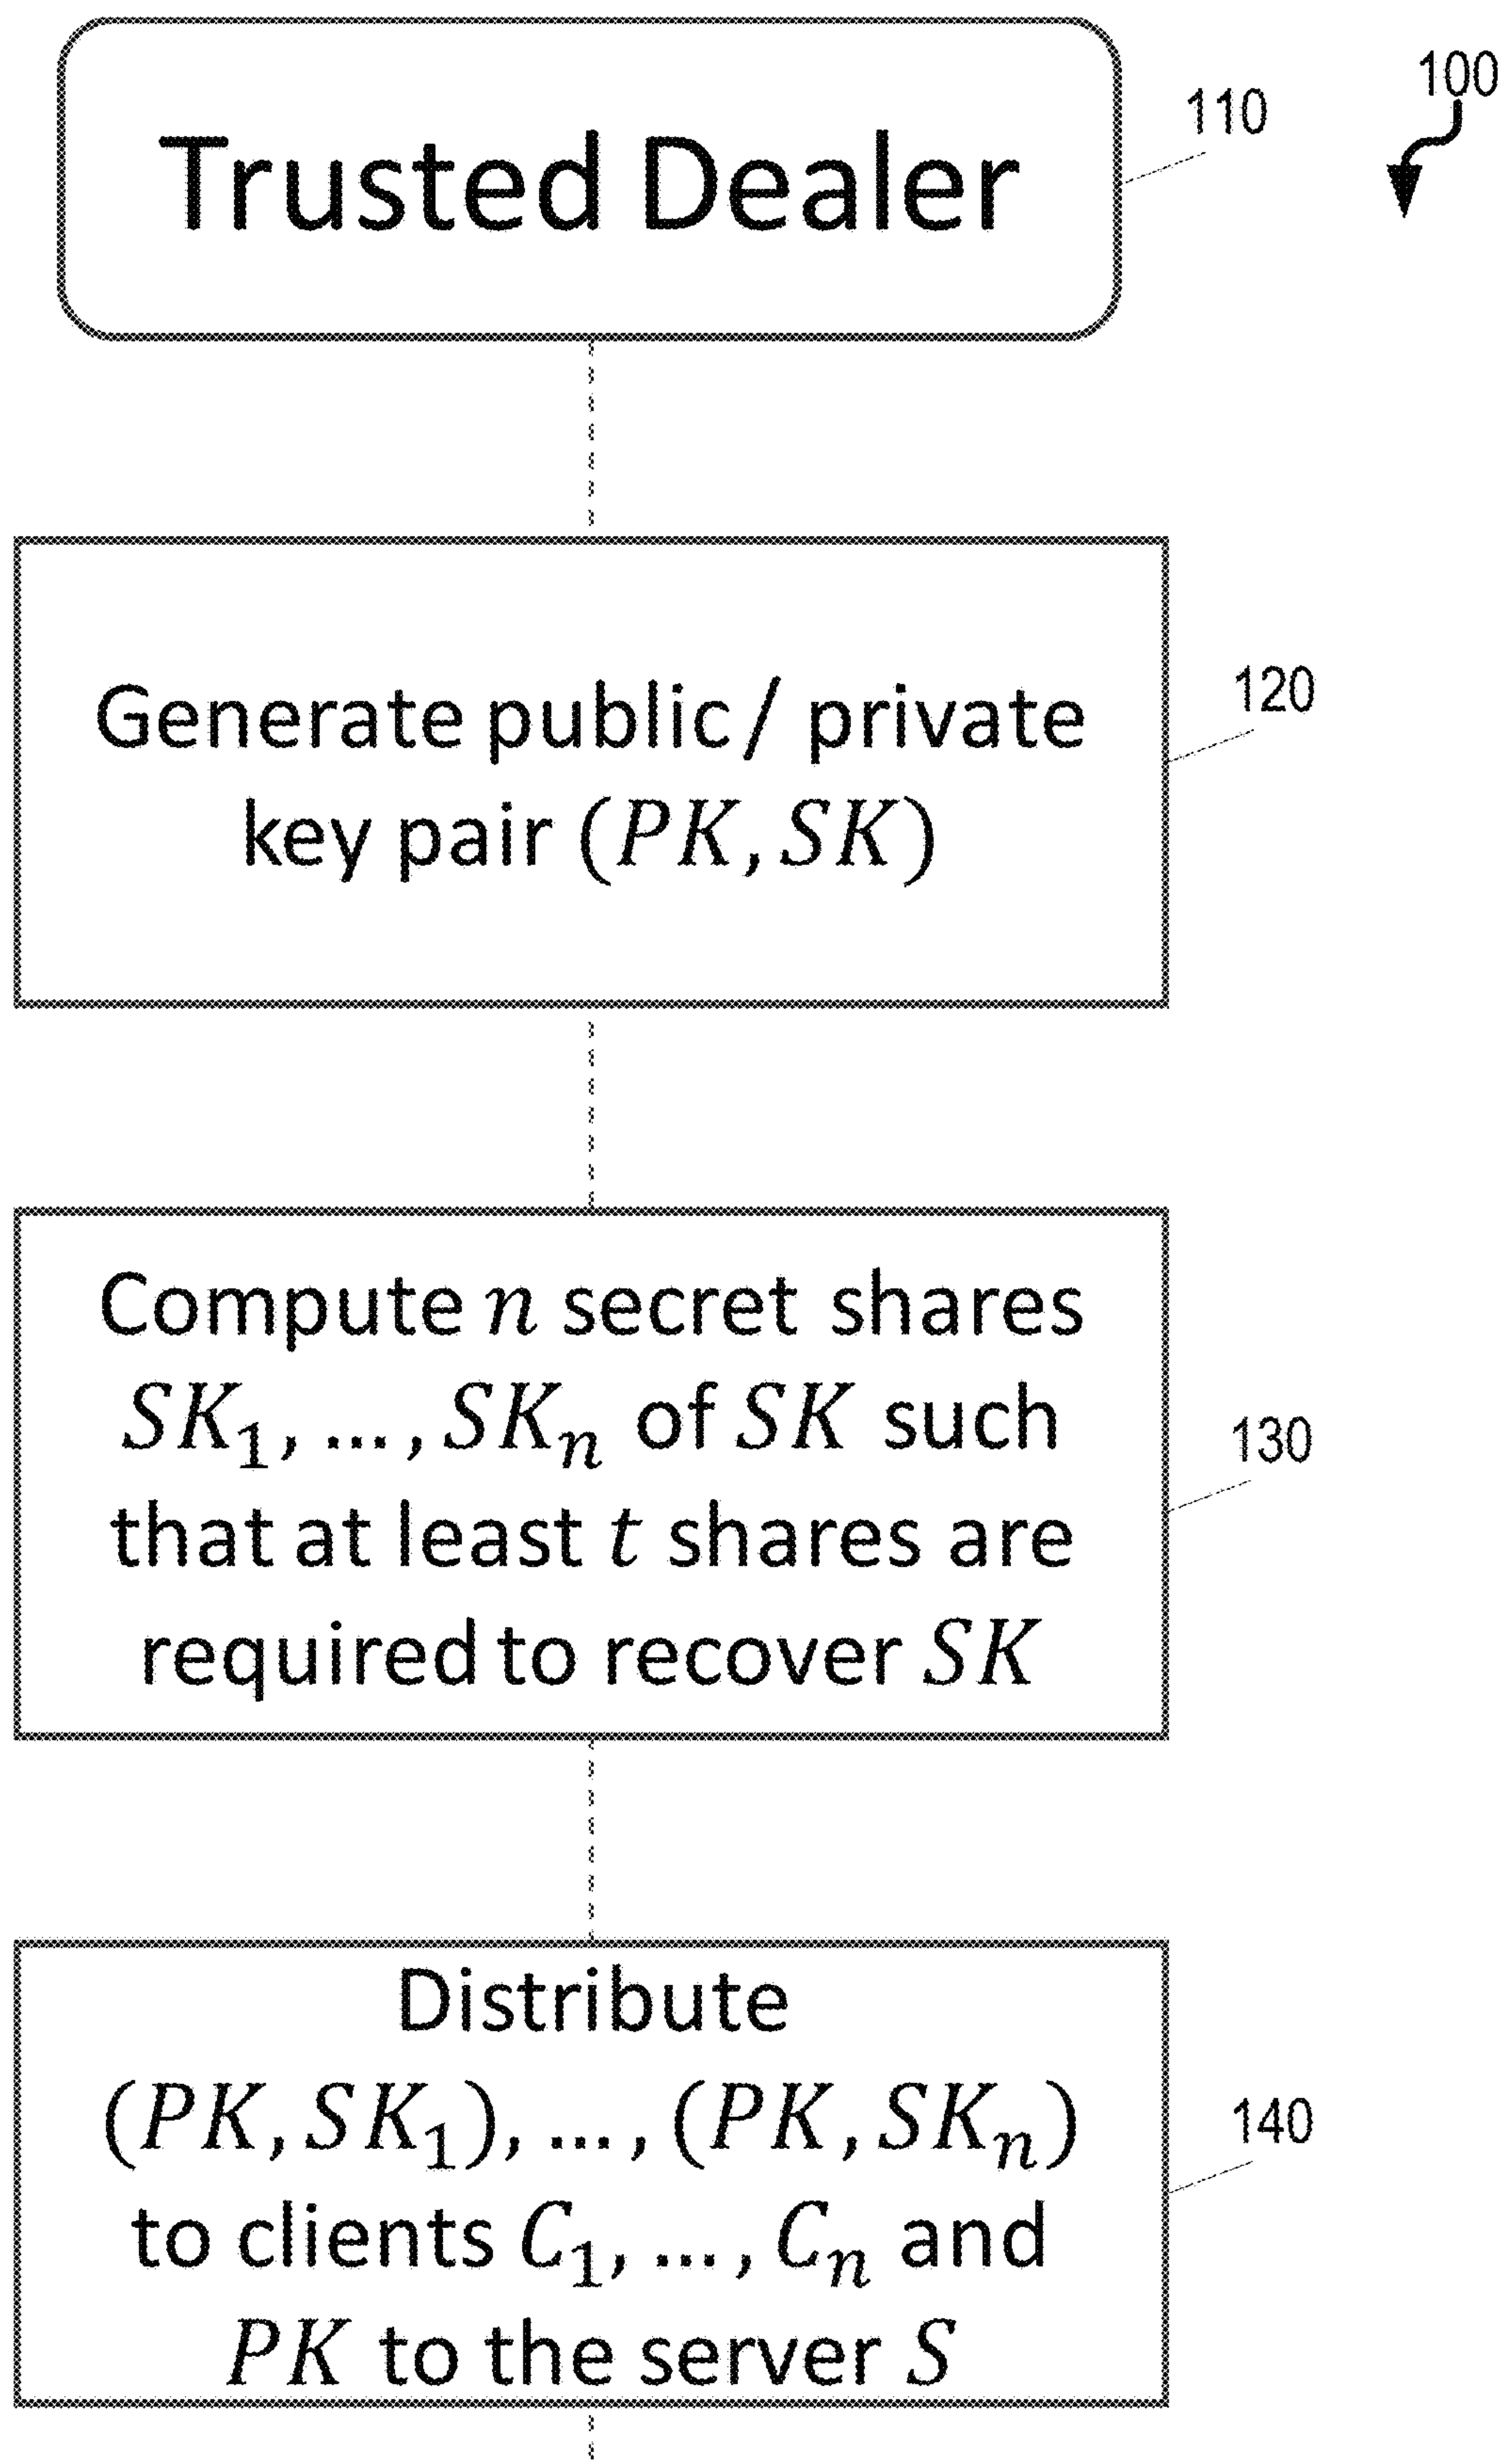 100
110
Trusted Dealer
120
Generate public / private
key pair (PK, SK)
Compute n secret shares
SK₁, ..., SKₙ of SK such
130
that at least t shares are
required to recover SK
Distribute
(PK, SK₁), ..., (PK, SKₙ)
140
to clients C₁, ..., Cₙ and
PK to the server S